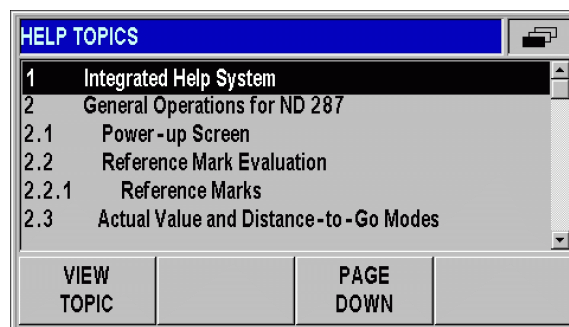 HELP TOPICS
1 Integrated Help System
2 General Operations for ND 287
2.1 Power-up Screen
2.2 Reference Mark Evaluation
2.2.1 Reference Marks
2.3 Actual Value and Distance-to-Go Modes
VIEW TOPIC
PAGE DOWN